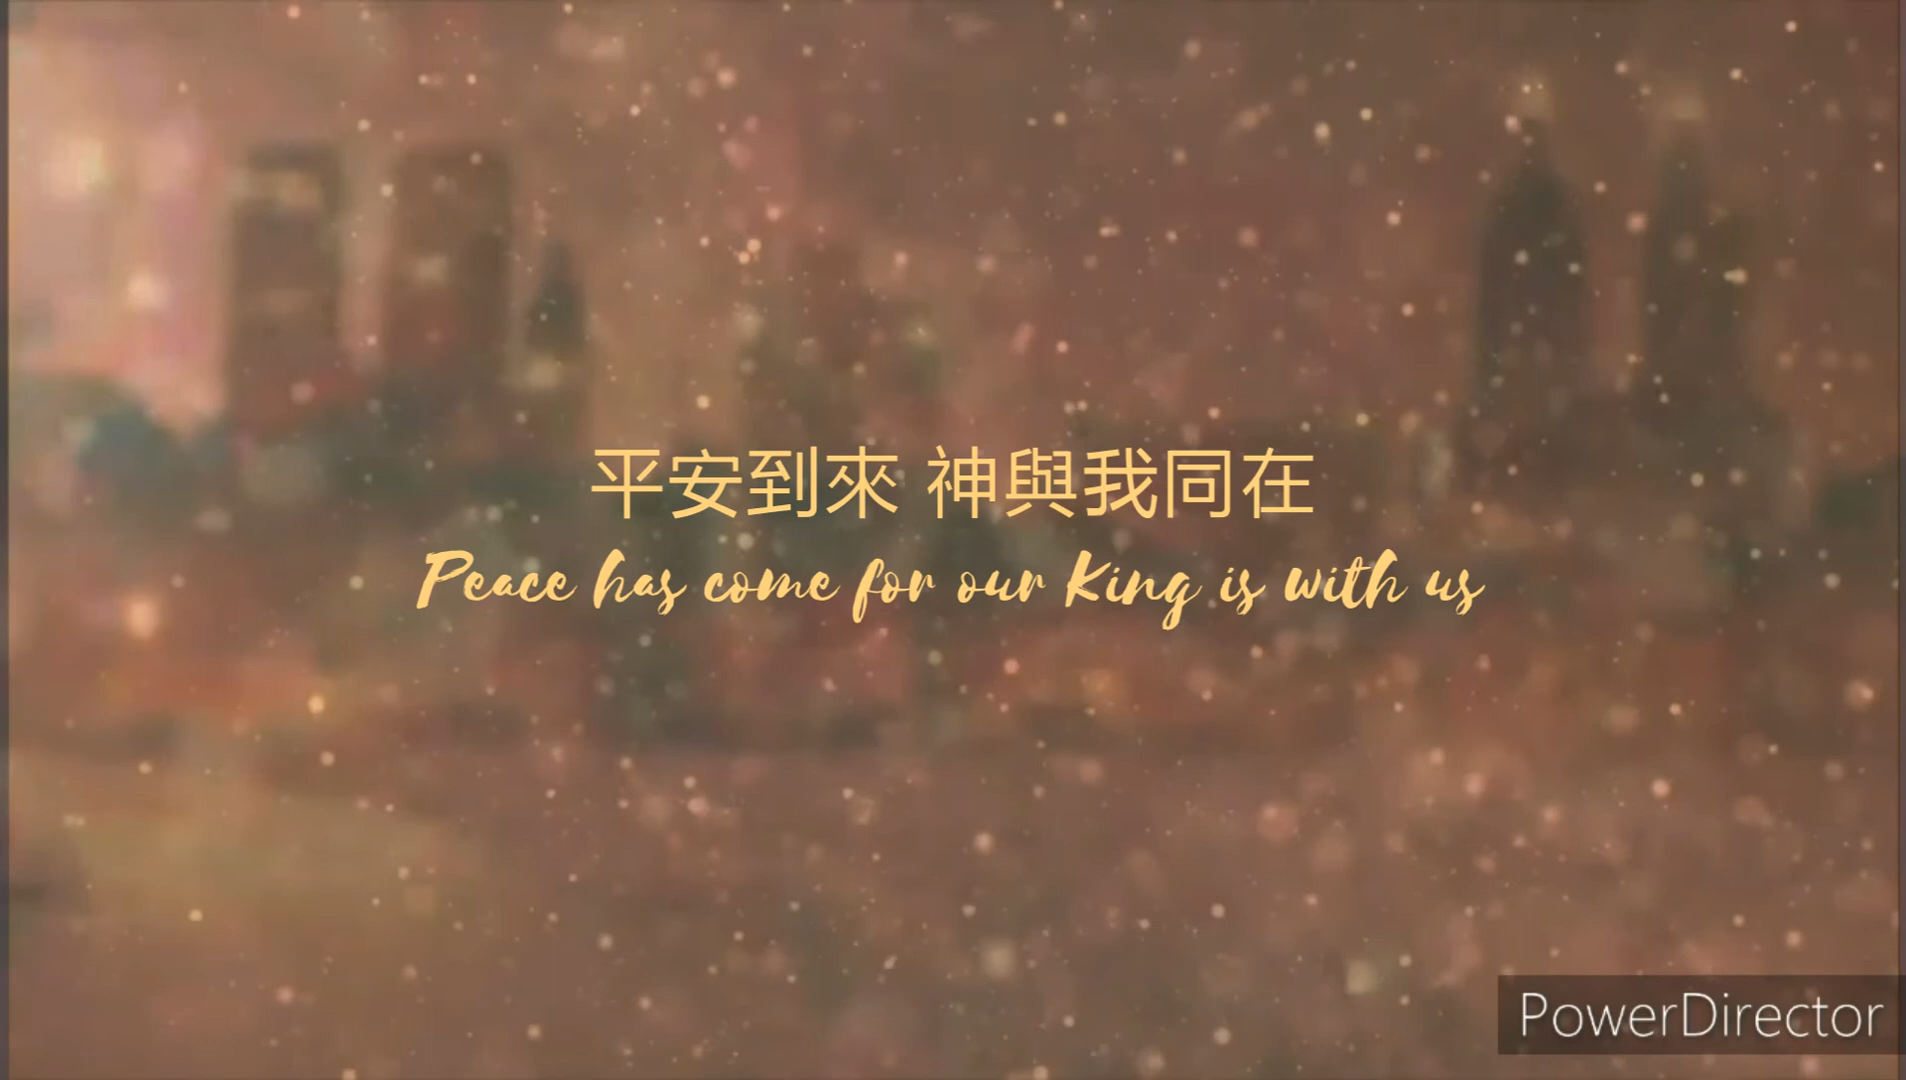 平安到來 神與我同在
Peace has come for our King is with us
PowerDirector